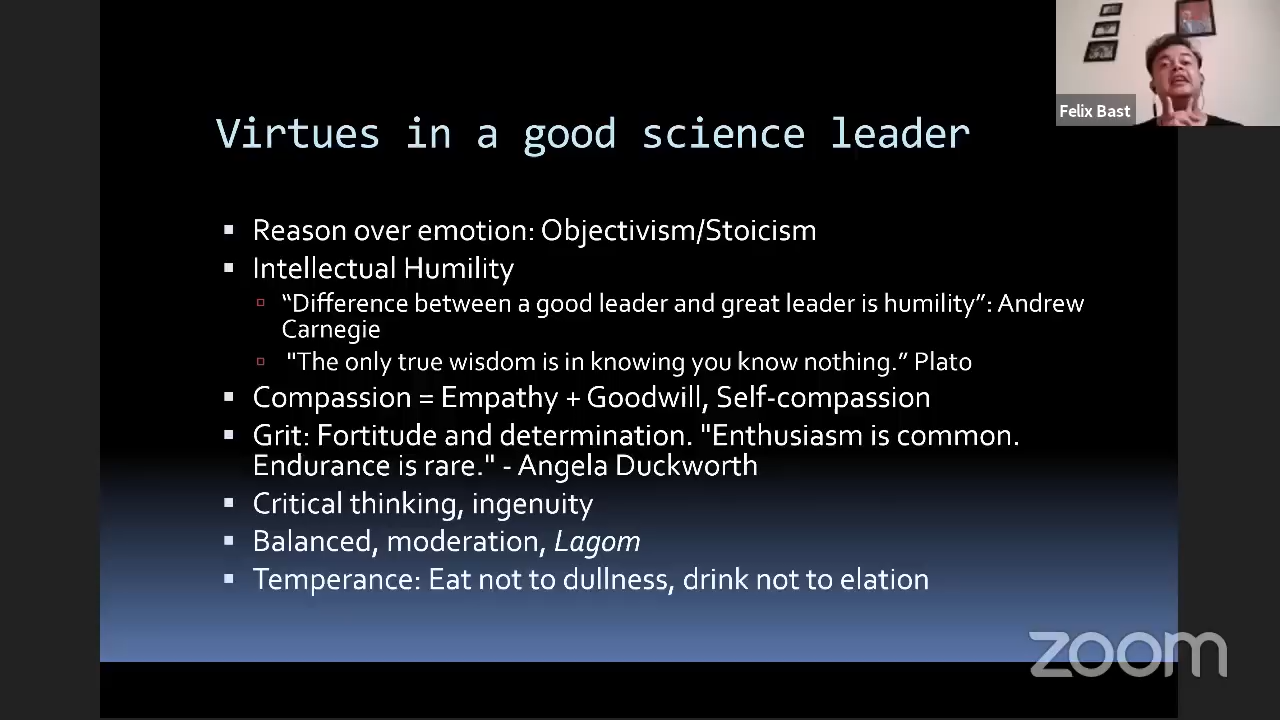 Felix Bast
Virtues in a good science leader
▪ Reason over emotion: Objectivism/Stoicism
▪ Intellectual Humility
▫ “Difference between a good leader and great leader is humility”: Andrew
Carnegie
▫ "The only true wisdom is in knowing you know nothing.” Plato
▪ Compassion = Empathy + Goodwill, Self-compassion
▪ Grit: Fortitude and determination. "Enthusiasm is common.
Endurance is rare." - Angela Duckworth
▪ Critical thinking, ingenuity
▪ Balanced, moderation, Lagom
▪ Temperance: Eat not to dullness, drink not to elation
zoom